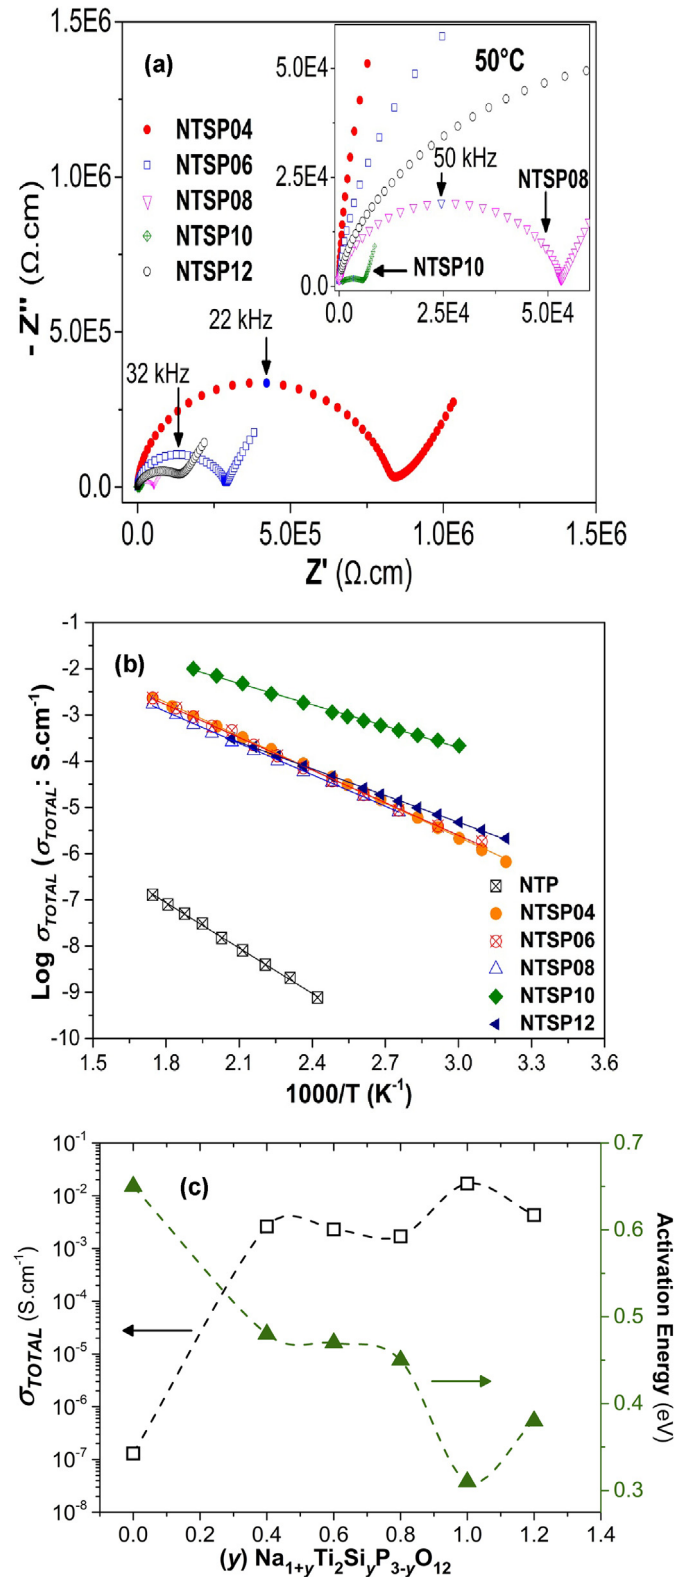 1.5E6
(a)
NTSP04
NTSP06
NTSP08
NTSP10
NTSP12
1.0E6
5.0E5
0.0
- Z'' (Ω.cm)
5.0E4
2.5E4
0.0
50°C
50 kHz
NTSP08
NTSP10
0.0 2.5E4 5.0E4
22 kHz
32 kHz
0.0 5.0E5 1.0E6 1.5E6
Z' (Ω.cm)
-1
-2
-3
-4
-5
-6
-7
-8
-9
-10
Log σTOTAL (σTOTAL: S.cm-1)
(b)
NTP
NTSP04
NTSP06
NTSP08
NTSP10
NTSP12
1.5 1.8 2.1 2.4 2.7 3.0 3.3 3.6
1000/T (K-1)
10-1
10-2
10-3
10-4
10-5
10-6
10-7
10-8
σTOTAL (S.cm-1)
(c)
0.7
0.6
0.5
0.4
0.3
Activation Energy (eV)
0.0 0.2 0.4 0.6 0.8 1.0 1.2 1.4
(y) Na1+yTi2SiyP3-yO12